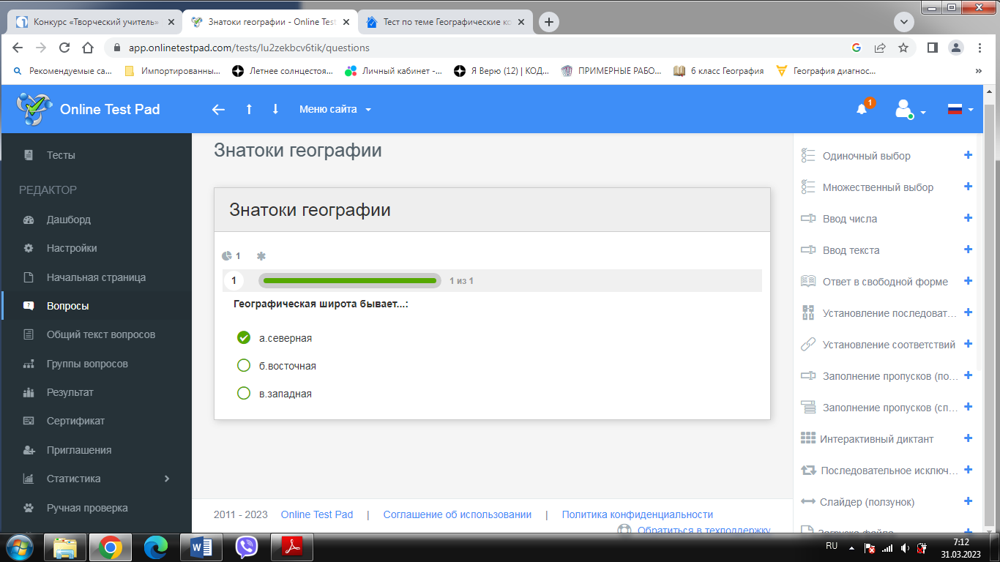 Конкурс «Творческий учитель»
Знатоки географии - Online Test
Тест по теме Географические ко
app.onlinetestpad.com/tests/lu2zekbcv6tik/questions
Рекомендуемые са...
Импортированны...
Летнее солнцестоя...
Личный кабинет -...
Я Верю (12) | КОД...
ПРИМЕРНЫЕ РАБО...
6 класс География
География диагнос...
»
Online Test Pad
Меню сайта
1
Тесты
РЕДАКТОР
Дашборд
Настройки
Начальная страница
Вопросы
Общий текст вопросов
Группы вопросов
Результат
Сертификат
Приглашения
Статистика
Ручная проверка
Знатоки географии
Знатоки географии
1
1
1 из 1
Географическая широта бывает...:
а.северная
б.восточная
в.западная
2011 - 2023 Online Test Pad | Соглашение об использовании | Политика конфиденциальности
Обратиться в техподдержку
Одиночный выбор
Множественный выбор
Ввод числа
Ввод текста
Ответ в свободной форме
Установление последоват...
Установление соответствий
Заполнение пропусков (по...
Заполнение пропусков (сп...
Интерактивный диктант
Последовательное исключ...
Слайдер (ползунок)
Загрузка файла
RU
7:12
31.03.2023